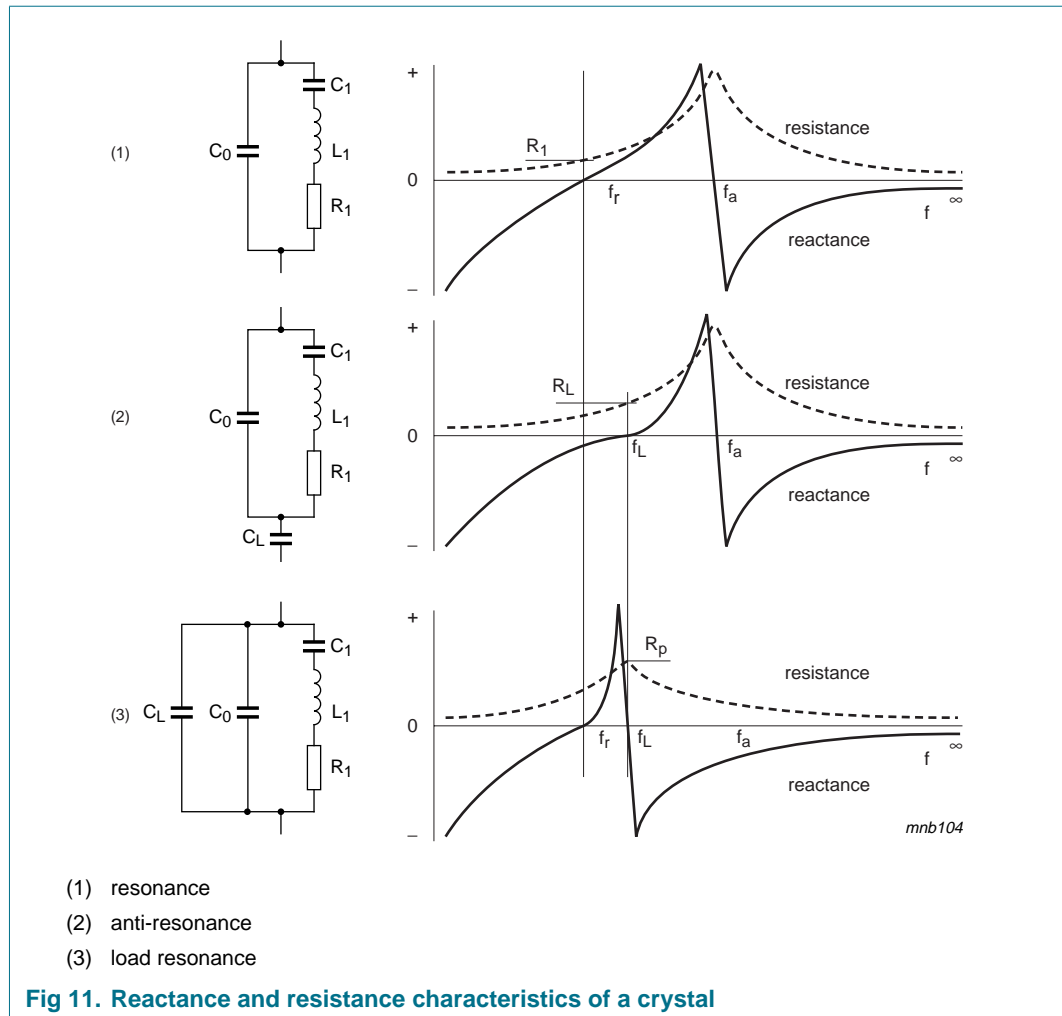 (1)
C0
C1
L1
R1
+
0
−
R1
fr
fa
f
∞
resistance
reactance
(2)
C0
C1
L1
R1
CL
+
0
−
RL
fL
fa
f
∞
resistance
reactance
(3)
CL
C0
C1
L1
R1
+
0
−
Rp
fr
fL
fa
f
∞
resistance
reactance
mnb104
(1) resonance
(2) anti-resonance
(3) load resonance
Fig 11. Reactance and resistance characteristics of a crystal